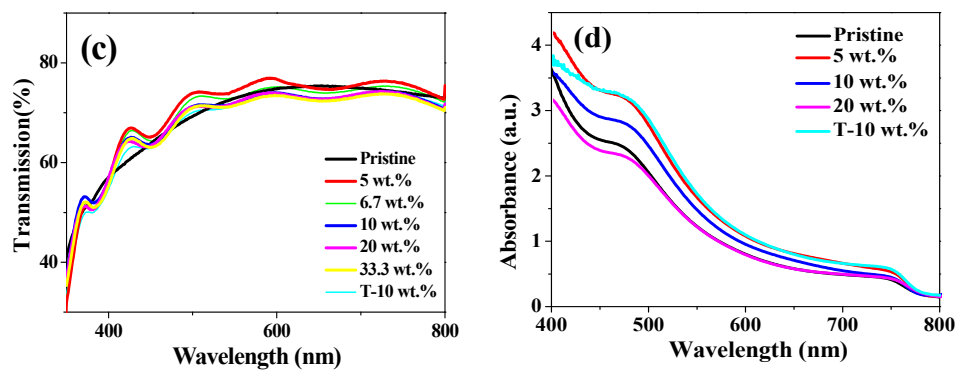 (c)
Transmission(%)
80
60
40
400
600
800
Wavelength (nm)
Pristine
5 wt.%
6.7 wt.%
10 wt.%
20 wt.%
33.3 wt.%
T-10 wt.%
(d)
Absorbance (a.u.)
4
3
2
1
0
400
500
600
700
800
Wavelength (nm)
Pristine
5 wt.%
10 wt.%
20 wt.%
T-10 wt.%